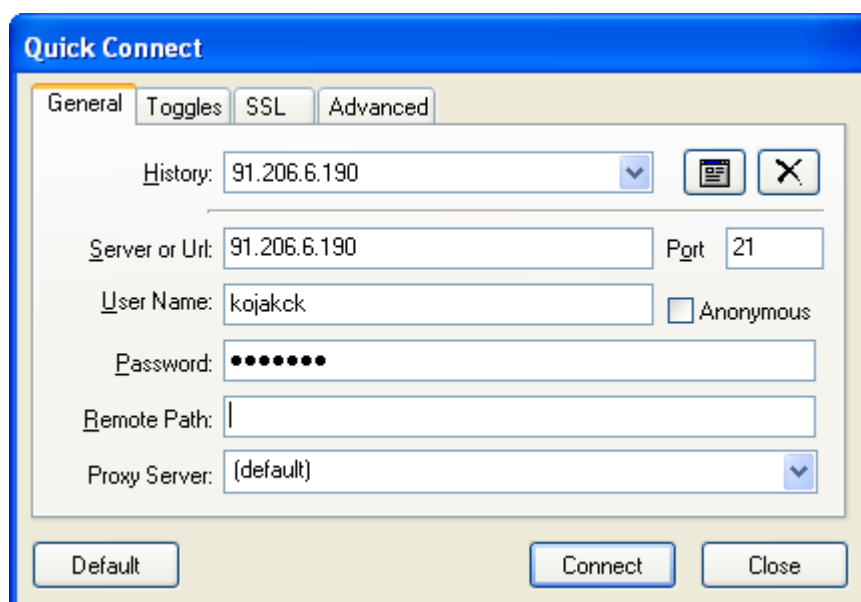 Quick Connect
General Toggles SSL Advanced
History: 91.206.6.190
Server or Url: 91.206.6.190 Port 21
User Name: kojakck Anonymous
Password: •••••••
Remote Path:
Proxy Server: (default)
Default Connect Close